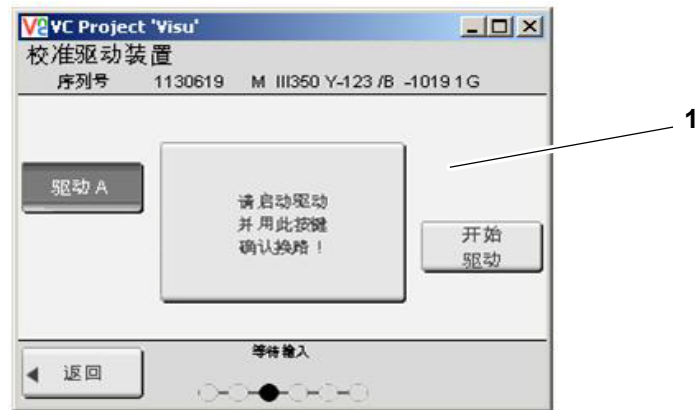 VC Project 'Visu'
校准驱动装置
序列号 1130619 M III350 Y-123 /B -1019 1 G
1
驱动 A
请启动驱动
并用此按键
确认换路！
开始
驱动
等待输入
返回